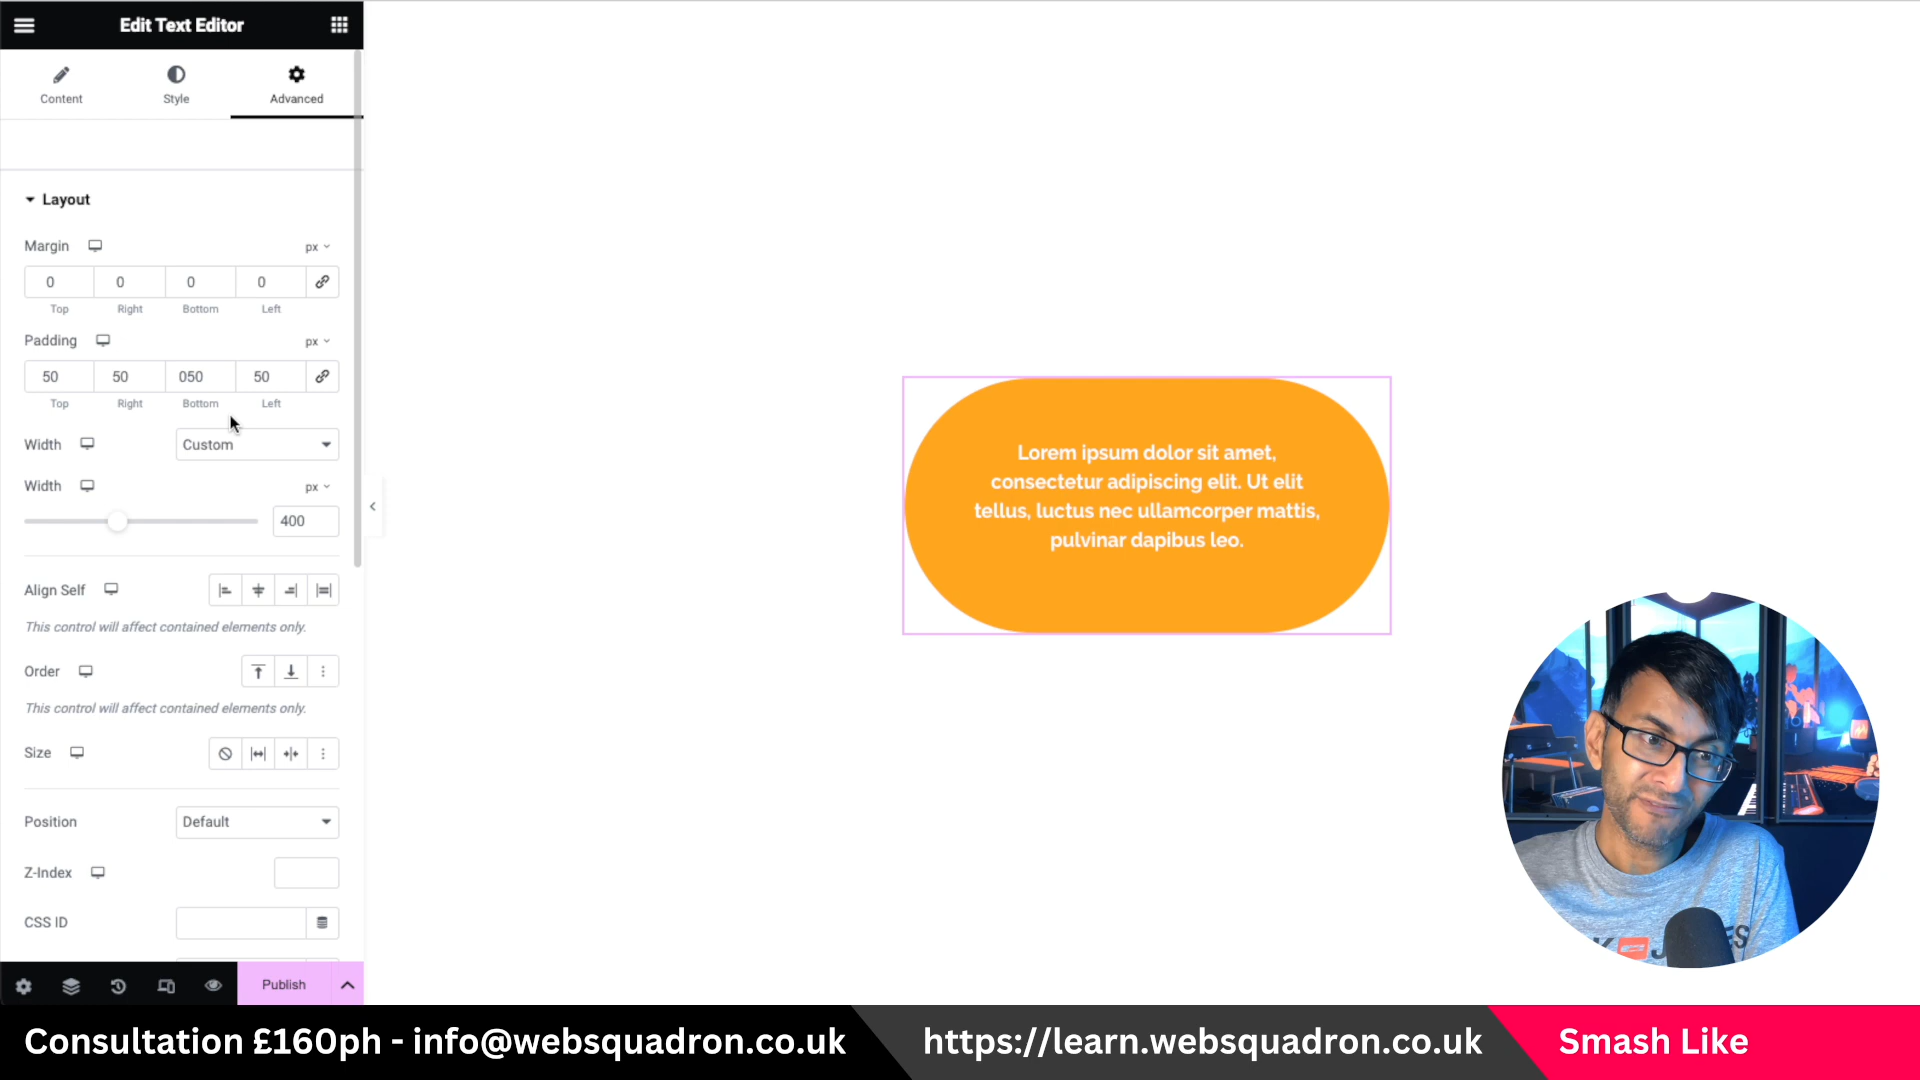 Edit Text Editor
Content
Style
Advanced
Layout
Margin
px
0
0
0
0
Top
Right
Bottom
Left
Padding
px
50
50
050
50
Top
Right
Bottom
Left
Width
Custom
Width
px
400
Align Self
This control will affect contained elements only.
Order
This control will affect contained elements only.
Size
Position
Default
Z-Index
CSS ID
Publish
Lorem ipsum dolor sit amet,
consectetur adipiscing elit. Ut elit
tellus, luctus nec ullamcorper mattis,
pulvinar dapibus leo.
Consultation £160ph - info@websquadron.co.uk
https://learn.websquadron.co.uk
Smash Like